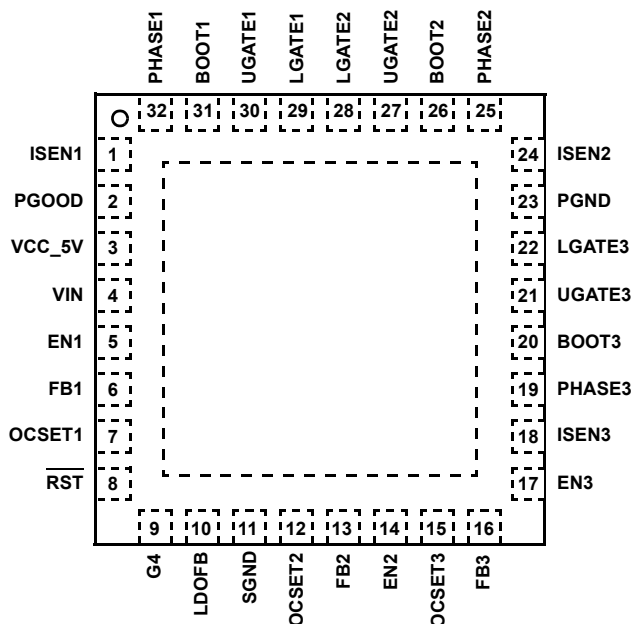 PHASE1
BOOT1
UGATE1
LGATE1
LGATE2
UGATE2
BOOT2
PHASE2
32 31 30 29 28 27 26 25
ISEN1 1
PGOOD 2
VCC_5V 3
VIN 4
EN1 5
FB1 6
OCSET1 7
RST 8
24 ISEN2
23 PGND
22 LGATE3
21 UGATE3
20 BOOT3
19 PHASE3
18 ISEN3
17 EN3
9 10 11 12 13 14 15 16
G4
LDOFB
SGND
OCSET2
FB2
EN2
OCSET3
FB3